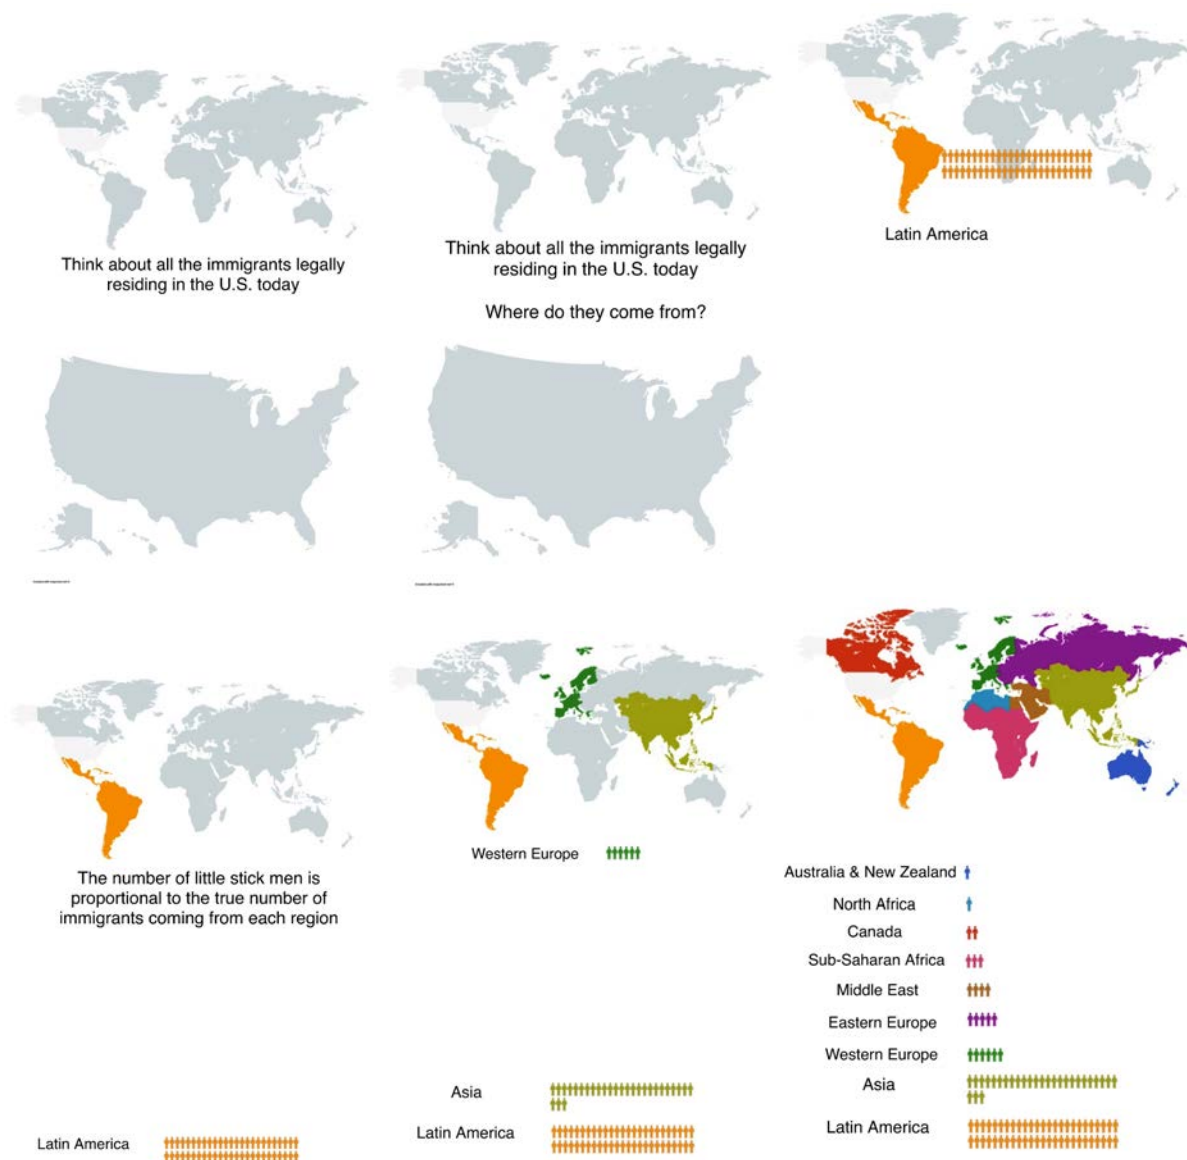 Think about all the immigrants legally
residing in the U.S. today
Think about all the immigrants legally
residing in the U.S. today
Where do they come from?
Latin America
The number of little stick men is
proportional to the true number of
immigrants coming from each region
Latin America
Western Europe
Asia
Latin America
Australia & New Zealand
North Africa
Canada
Sub-Saharan Africa
Middle East
Eastern Europe
Western Europe
Asia
Latin America